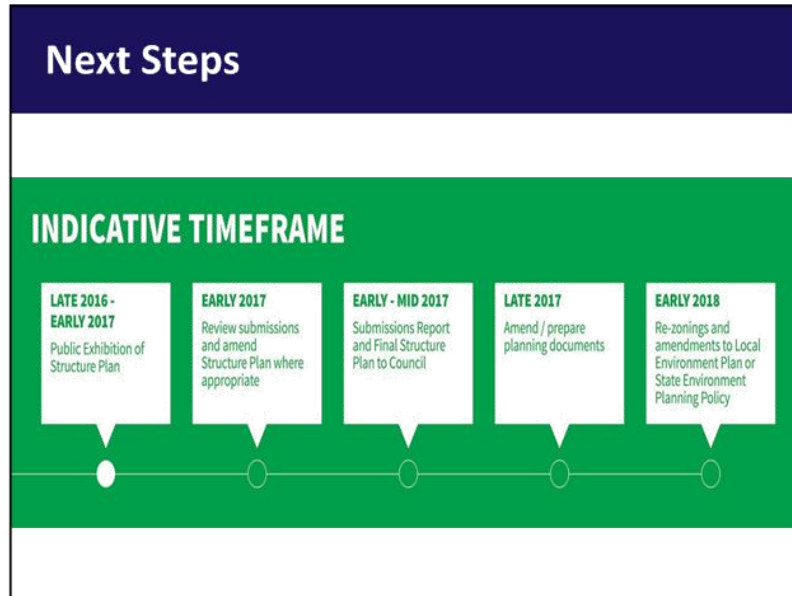 Next Steps
INDICATIVE TIMEFRAME
LATE 2016 -
EARLY 2017
Public Exhibition of
Structure Plan
EARLY 2017
Review submissions
and amend
Structure Plan where
appropriate
EARLY - MID 2017
Submissions Report
and Final Structure
Plan to Council
LATE 2017
Amend / prepare
planning documents
EARLY 2018
Re-zonings and
amendments to Local
Environment Plan or
State Environment
Planning Policy